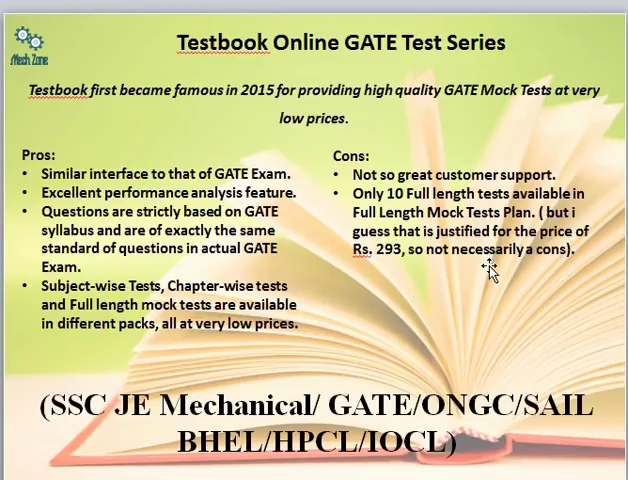 Mech Zone
Testbook Online GATE Test Series
Testbook first became famous in 2015 for providing high quality GATE Mock Tests at very
low prices.
Pros:
• Similar interface to that of GATE Exam.
• Excellent performance analysis feature.
• Questions are strictly based on GATE
syllabus and are of exactly the same
standard of questions in actual GATE
Exam.
• Subject-wise Tests, Chapter-wise tests
and Full length mock tests are available
in different packs, all at very low prices.
Cons:
• Not so great customer support.
• Only 10 Full length tests available in
Full Length Mock Tests Plan. ( but i
guess that is justified for the price of
Rs. 293, so not necessarily a cons).
(SSC JE Mechanical/ GATE/ONGC/SAIL
BHEL/HPCL/IOCL)